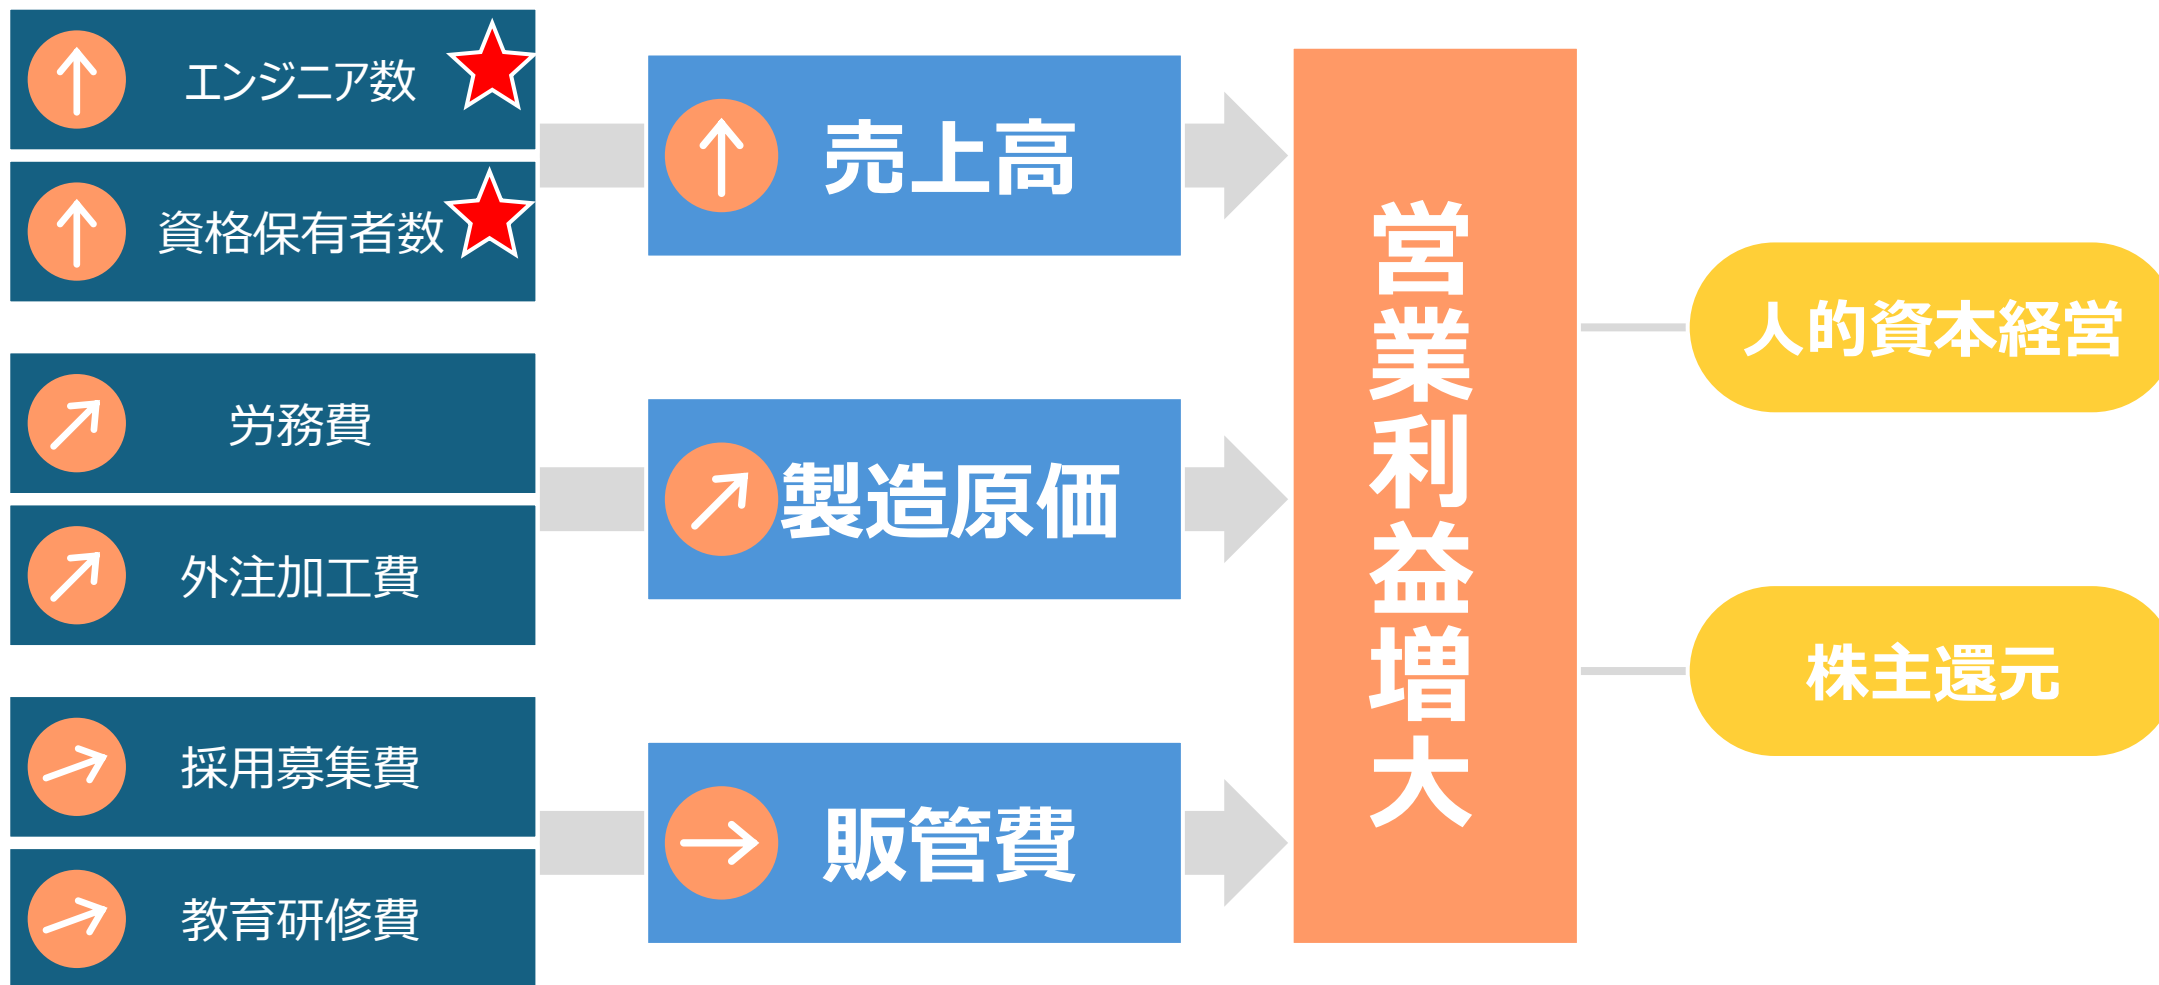 エンジニア数
資格保有者数
売上高
労務費
外注加工費
製造原価
採用募集費
教育研修費
販管費
営業利益増大
人的資本経営
株主還元